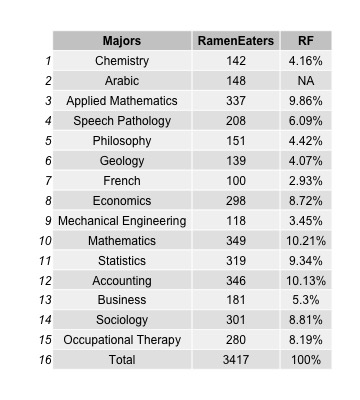 Majors RamenEaters RF
1 Chemistry 142 4.16%
2 Arabic 148 NA
3 Applied Mathematics 337 9.86%
4 Speech Pathology 208 6.09%
5 Philosophy 151 4.42%
6 Geology 139 4.07%
7 French 100 2.93%
8 Economics 298 8.72%
9 Mechanical Engineering 118 3.45%
10 Mathematics 349 10.21%
11 Statistics 319 9.34%
12 Accounting 346 10.13%
13 Business 181 5.3%
14 Sociology 301 8.81%
15 Occupational Therapy 280 8.19%
16 Total 3417 100%